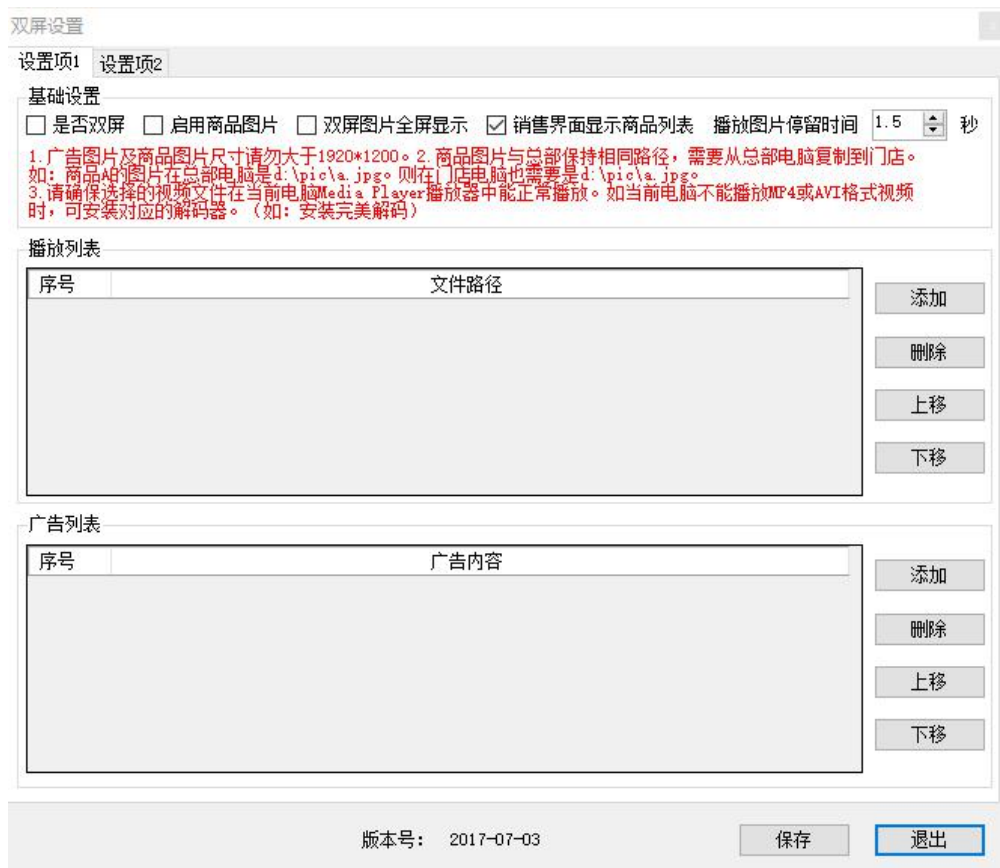 双屏设置
设置项1 设置项2
基础设置
是否双屏 启用商品图片 双屏图片全屏显示 销售界面显示商品列表 播放图片停留时间 1.5 秒
1.广告图片及商品图片尺寸请勿大于1920*1200。2.商品图片与总部保持相同路径，需要从总部电脑复制到门店。
如：商品A的图片在总部电脑是d:\pic\a.jpg。则在门店电脑也需要是d:\pic\a.jpg。
3.请确保选择的视频文件在当前电脑Media Player播放器中能正常播放。如当前电脑不能播放MP4或AVI格式视频
时，可安装对应的解码器。（如：安装完美解码）
播放列表
序号 文件路径
添加
删除
上移
下移
广告列表
序号 广告内容
添加
删除
上移
下移
版本号： 2017-07-03 保存 退出